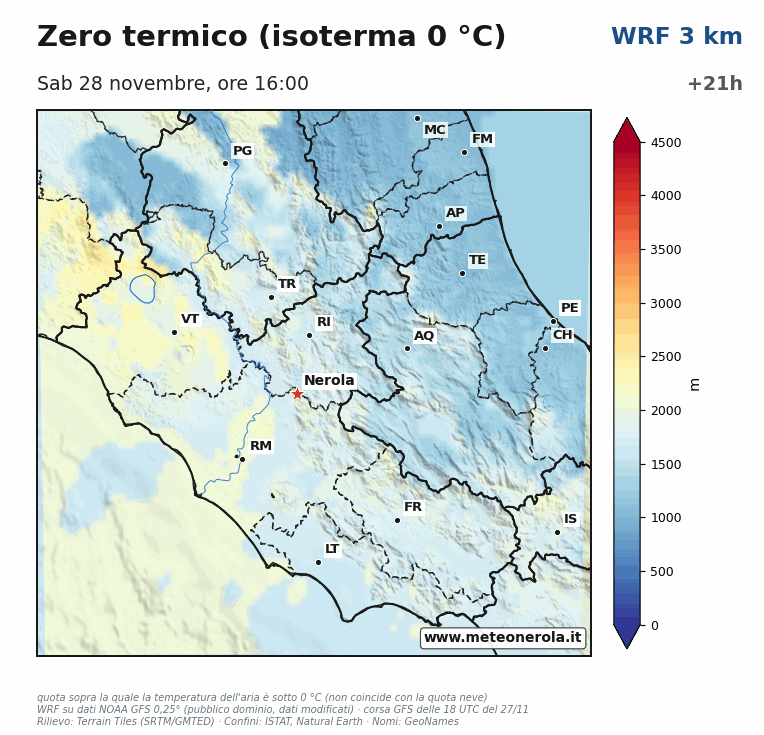 Zero termico (isoterma 0 °C)
WRF 3 km
Sab 28 novembre, ore 16:00
+21h
MC
FM
PG
AP
TE
TR
PE
VT
RI
AQ
CH
Nerola
RM
FR
IS
LT
www.meteonerola.it
4500
4000
3500
3000
2500
2000
1500
1000
500
0
m
quota sopra la quale la temperatura dell'aria è sotto 0 °C (non coincide con la quota neve)
WRF su dati NOAA GFS 0,25° (pubblico dominio, dati modificati) · corsa GFS delle 18 UTC del 27/11
Rilievo: Terrain Tiles (SRTM/GMTED) · Confini: ISTAT, Natural Earth · Nomi: GeoNames